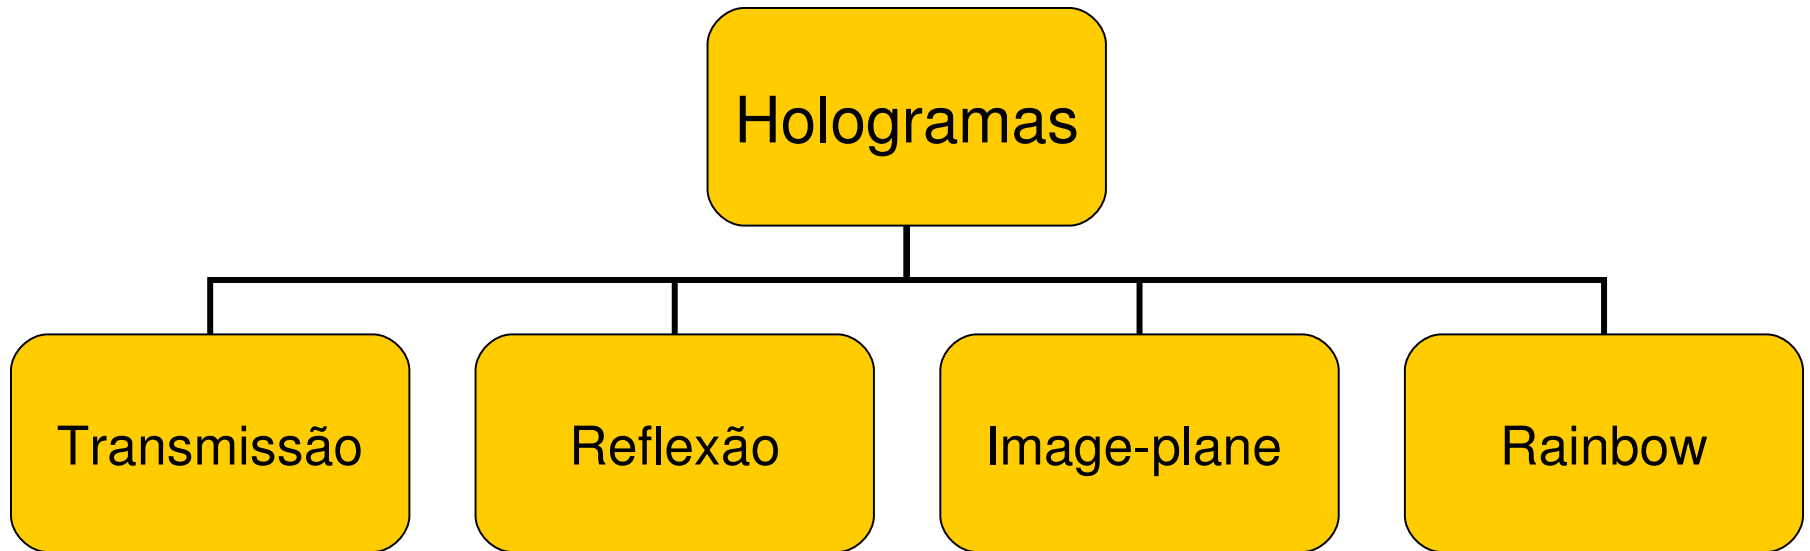 Hologramas
Transmissão
Reflexão
Image-plane
Rainbow